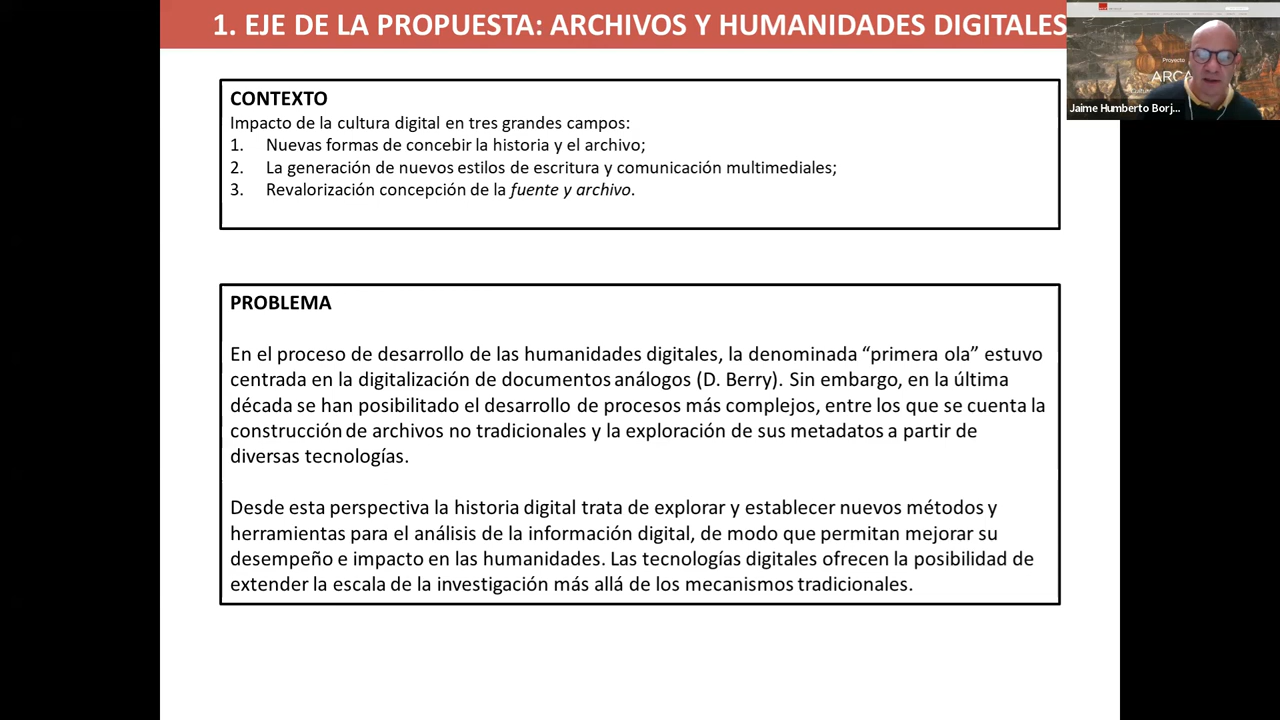 1. EJE DE LA PROPUESTA: ARCHIVOS Y HUMANIDADES DIGITALES
Proyecto
ARCA
Jaime Humberto Borj...
CONTEXTO
Impacto de la cultura digital en tres grandes campos:
1. Nuevas formas de concebir la historia y el archivo;
2. La generación de nuevos estilos de escritura y comunicación multimediales;
3. Revalorización concepción de la fuente y archivo.
PROBLEMA
En el proceso de desarrollo de las humanidades digitales, la denominada “primera ola” estuvo
centrada en la digitalización de documentos análogos (D. Berry). Sin embargo, en la última
década se han posibilitado el desarrollo de procesos más complejos, entre los que se cuenta la
construcción de archivos no tradicionales y la exploración de sus metadatos a partir de
diversas tecnologías.
Desde esta perspectiva la historia digital trata de explorar y establecer nuevos métodos y
herramientas para el análisis de la información digital, de modo que permitan mejorar su
desempeño e impacto en las humanidades. Las tecnologías digitales ofrecen la posibilidad de
extender la escala de la investigación más allá de los mecanismos tradicionales.